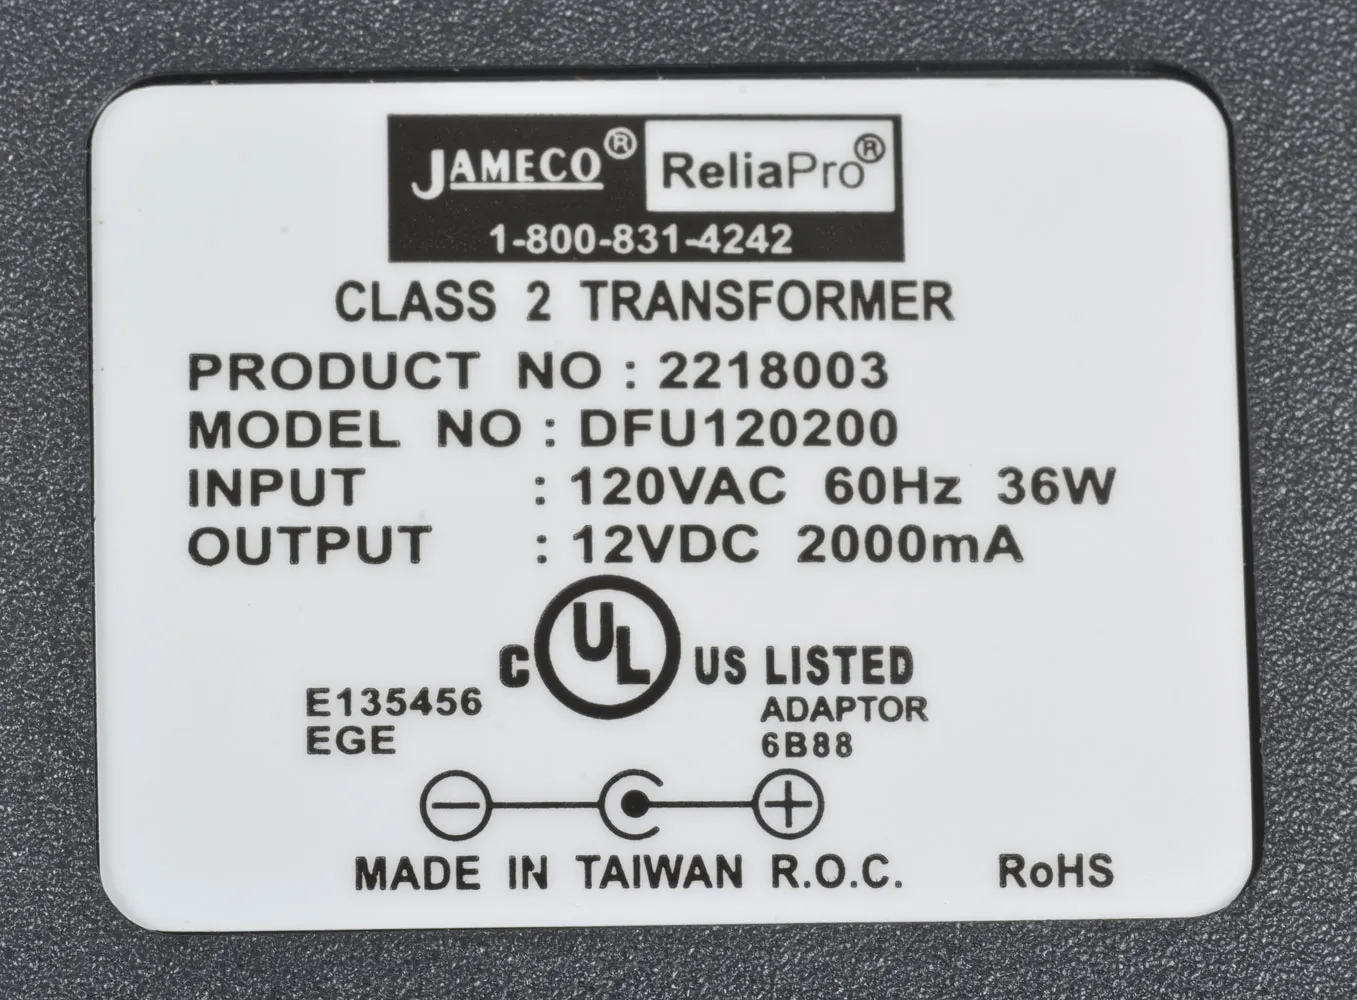 JAMECO® ReliaPro®
1-800-831-4242
CLASS 2 TRANSFORMER
PRODUCT NO : 2218003
MODEL NO : DFU120200
INPUT : 120VAC 60Hz 36W
OUTPUT : 12VDC 2000mA
C UL US LISTED
E135456 ADAPTOR
EGE 6B88
MADE IN TAIWAN R.O.C. RoHS